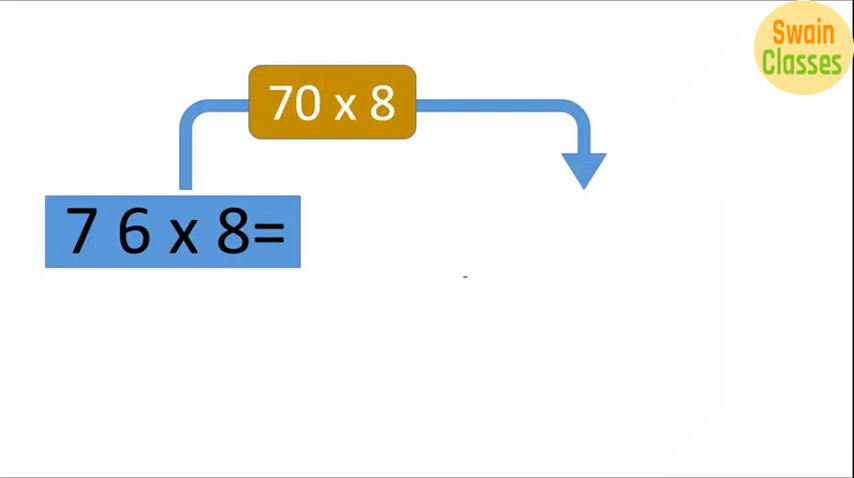 Swain
Classes
70 x 8
7 6 x 8=
-